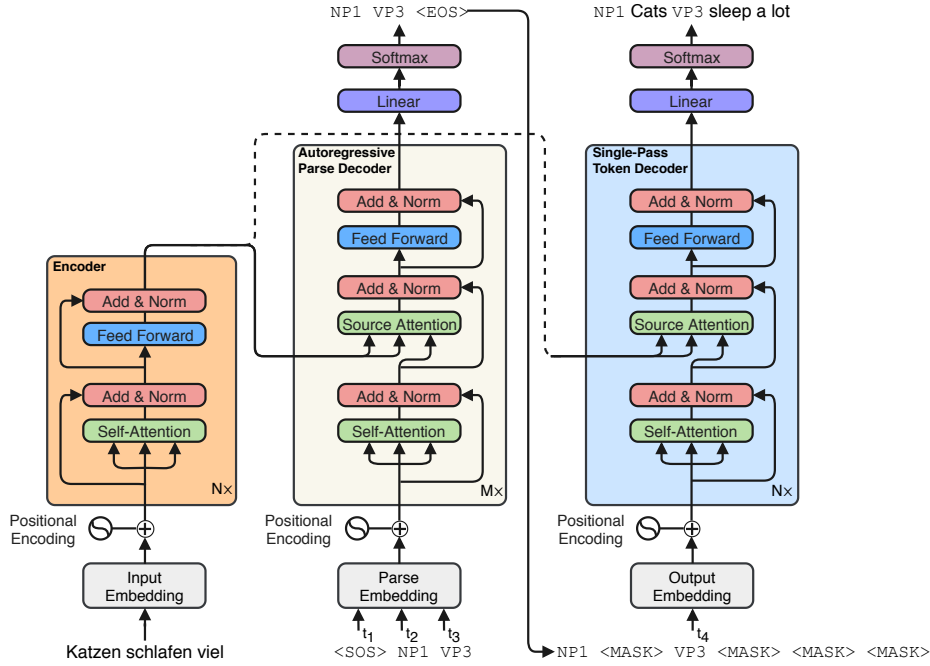 NP1 VP3 <EOS>
NP1 Cats VP3 sleep a lot
Softmax
Softmax
Linear
Linear
Encoder
Add & Norm
Feed Forward
Add & Norm
Self-Attention
N×
Positional
Encoding
Input
Embedding
Katzen schlafen viel
Autoregressive
Parse Decoder
Add & Norm
Feed Forward
Add & Norm
Source Attention
Add & Norm
Self-Attention
M×
Positional
Encoding
Parse
Embedding
t1 t2 t3
<SOS> NP1 VP3
Single-Pass
Token Decoder
Add & Norm
Feed Forward
Add & Norm
Source Attention
Add & Norm
Self-Attention
N×
Positional
Encoding
Output
Embedding
t4
NP1 <MASK> VP3 <MASK> <MASK> <MASK>